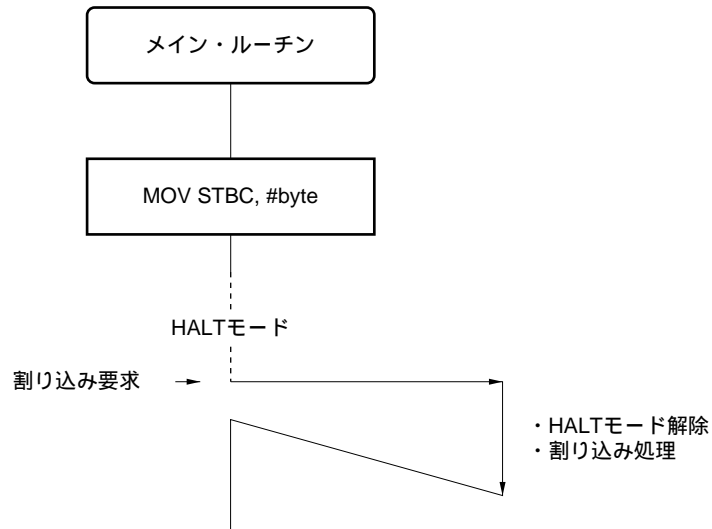 メイン・ルーチン
MOV STBC, #byte
HALTモード
割り込み要求
・HALTモード解除
・割り込み処理